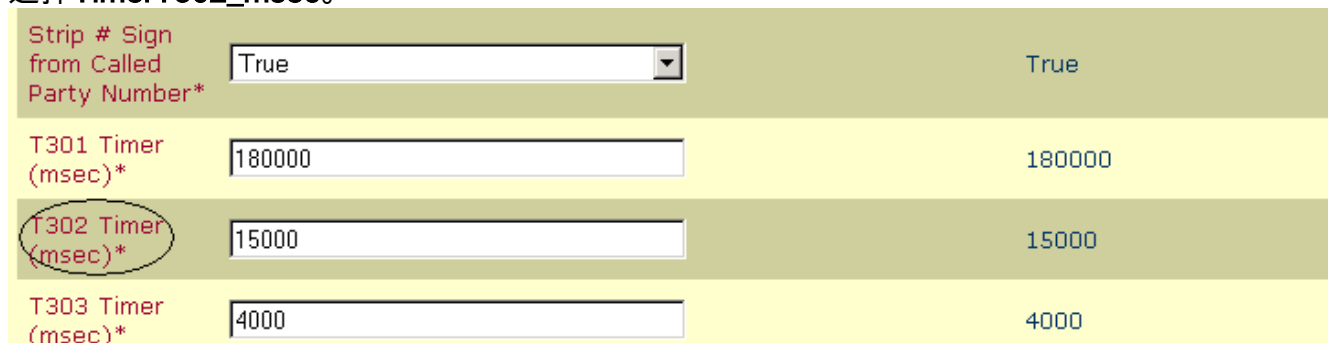 Strip # Sign
from Called
Party Number*
True
True
T301 Timer
(msec)*
180000
180000
T302 Timer
(msec)*
15000
15000
T303 Timer
(msec)*
4000
4000